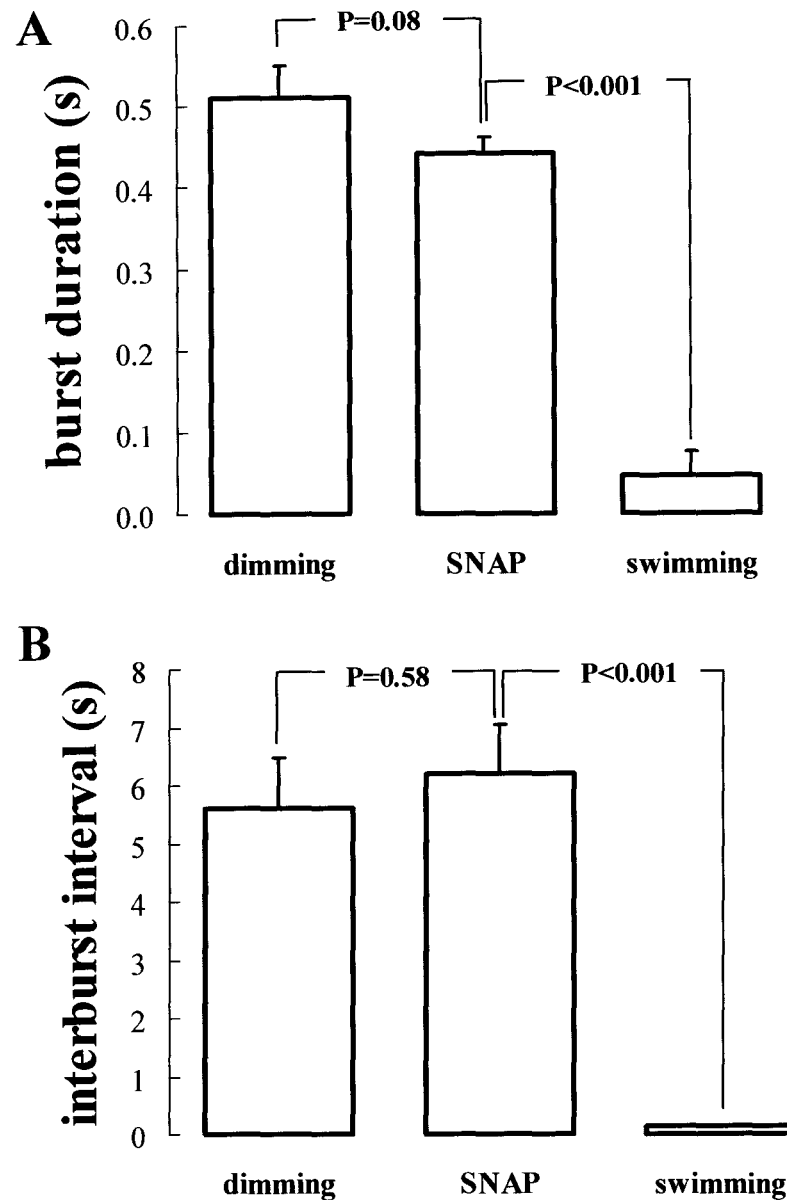 A
burst duration (s)
0.6
0.5
0.4
0.3
0.2
0.1
0.0
P=0.08
P<0.001
dimming SNAP swimming
B
interburst interval (s)
8
7
6
5
4
3
2
1
0
P=0.58
P<0.001
dimming SNAP swimming